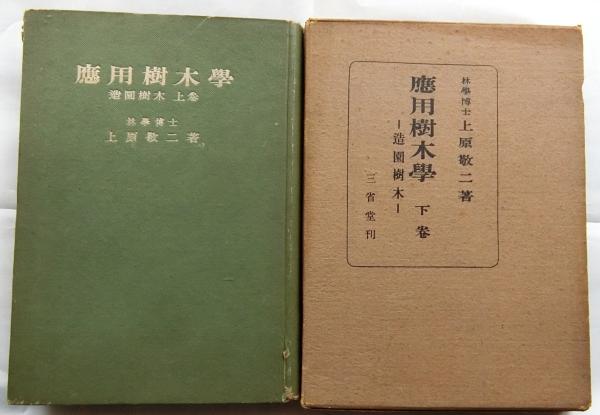 應用樹木學
造園樹木 上卷
林學博士
上原敬二著
林學博士 上原敬二著
應用樹木學 下卷
—造園樹木—
三省堂刊